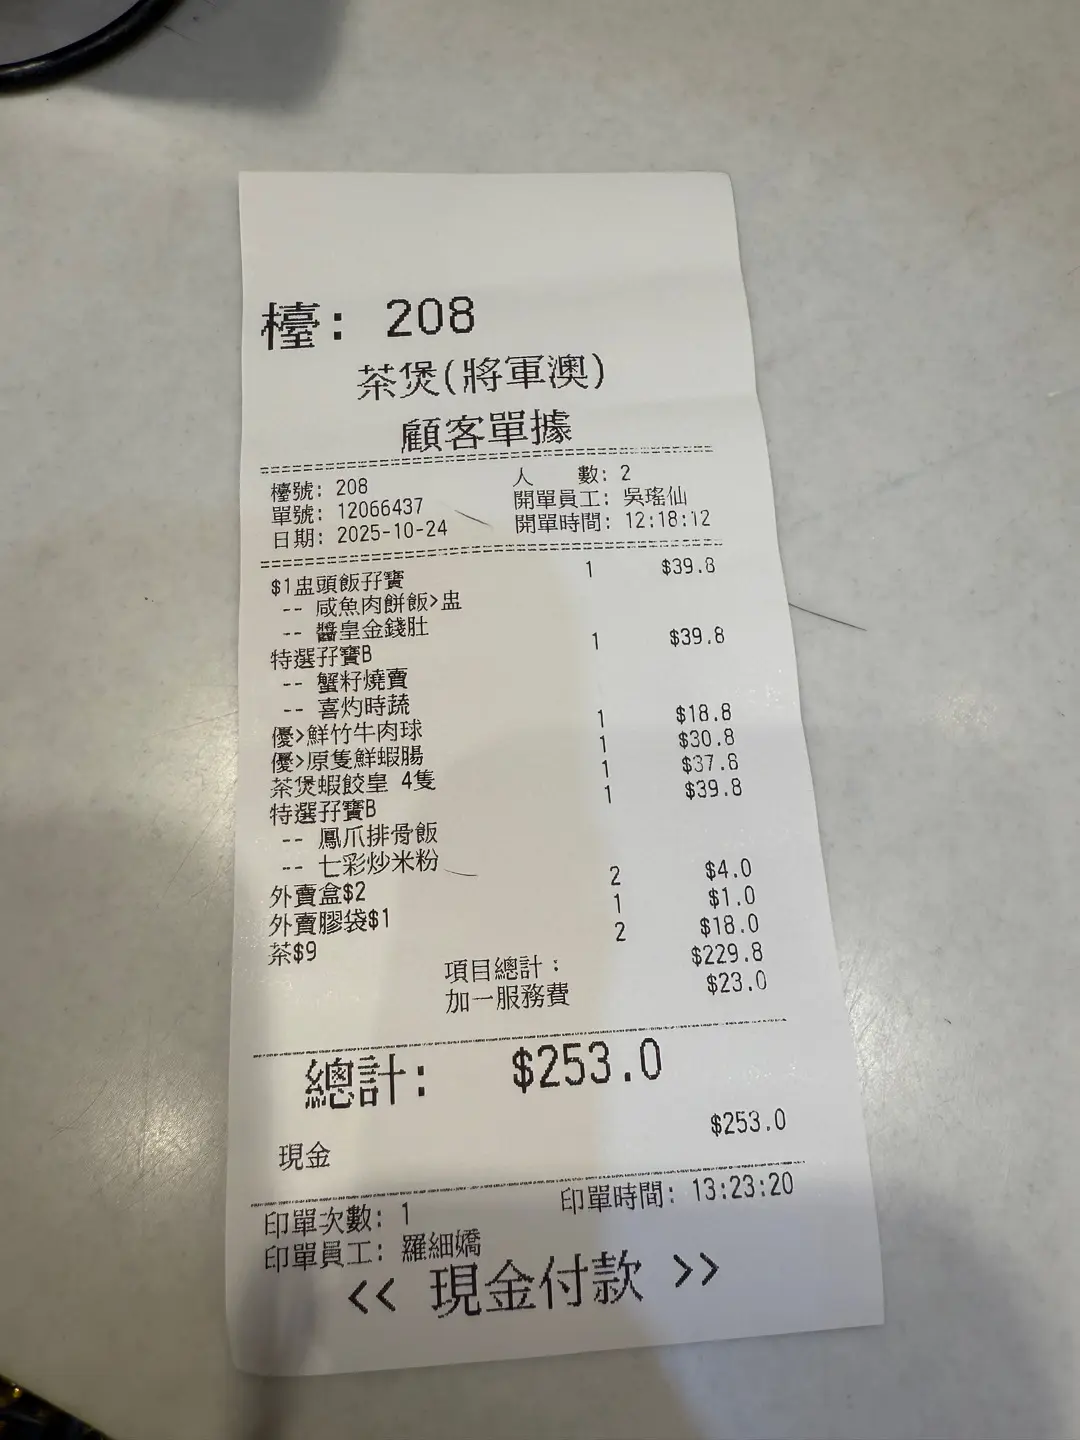 檯: 208
茶煲(將軍澳)
顧客單據
檯號: 208 人 數: 2
單號: 12066437 開單員工: 吳瑤仙
日期: 2025-10-24 開單時間: 12:18:12
$1盅頭飯孖寶 1 $39.8
-- 咸魚肉餅飯>盅
-- 醬皇金錢肚
特選孖寶B 1 $39.8
-- 蟹籽燒賣
-- 喜灼時蔬
優>鮮竹牛肉球 1 $18.8
優>原隻鮮蝦腸 1 $30.8
茶煲蝦餃皇 4隻 1 $37.8
特選孖寶B 1 $39.8
-- 鳳爪排骨飯
-- 七彩炒米粉
外賣盒$2 2 $4.0
外賣膠袋$1 1 $1.0
茶$9 2 $18.0
項目總計: $229.8
加一服務費 $23.0
總計: $253.0
現金 $253.0
印單次數: 1 印單時間: 13:23:20
印單員工: 羅細嬌
<< 現金付款 >>